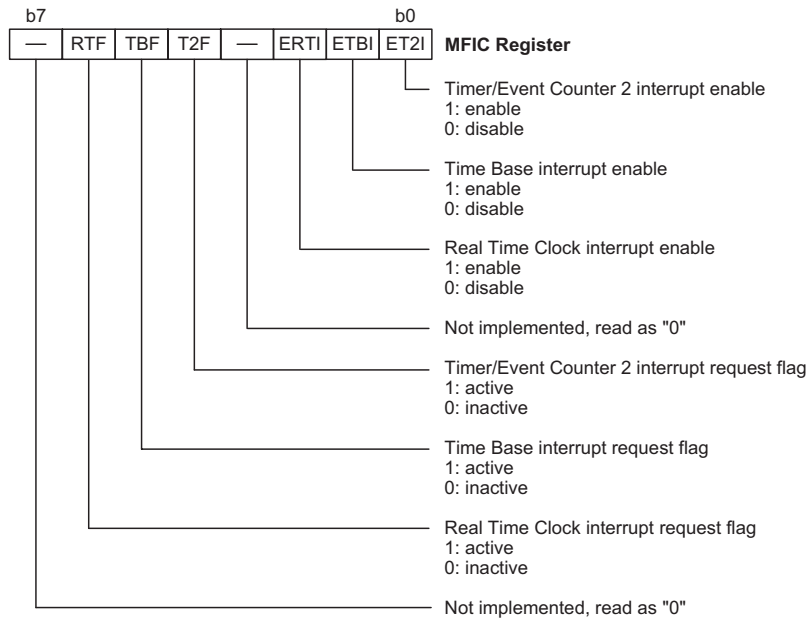 b7 b0
— RTF TBF T2F — ERTI ETBI ET2I MFIC Register
Timer/Event Counter 2 interrupt enable
1: enable
0: disable
Time Base interrupt enable
1: enable
0: disable
Real Time Clock interrupt enable
1: enable
0: disable
Not implemented, read as "0"
Timer/Event Counter 2 interrupt request flag
1: active
0: inactive
Time Base interrupt request flag
1: active
0: inactive
Real Time Clock interrupt request flag
1: active
0: inactive
Not implemented, read as "0"